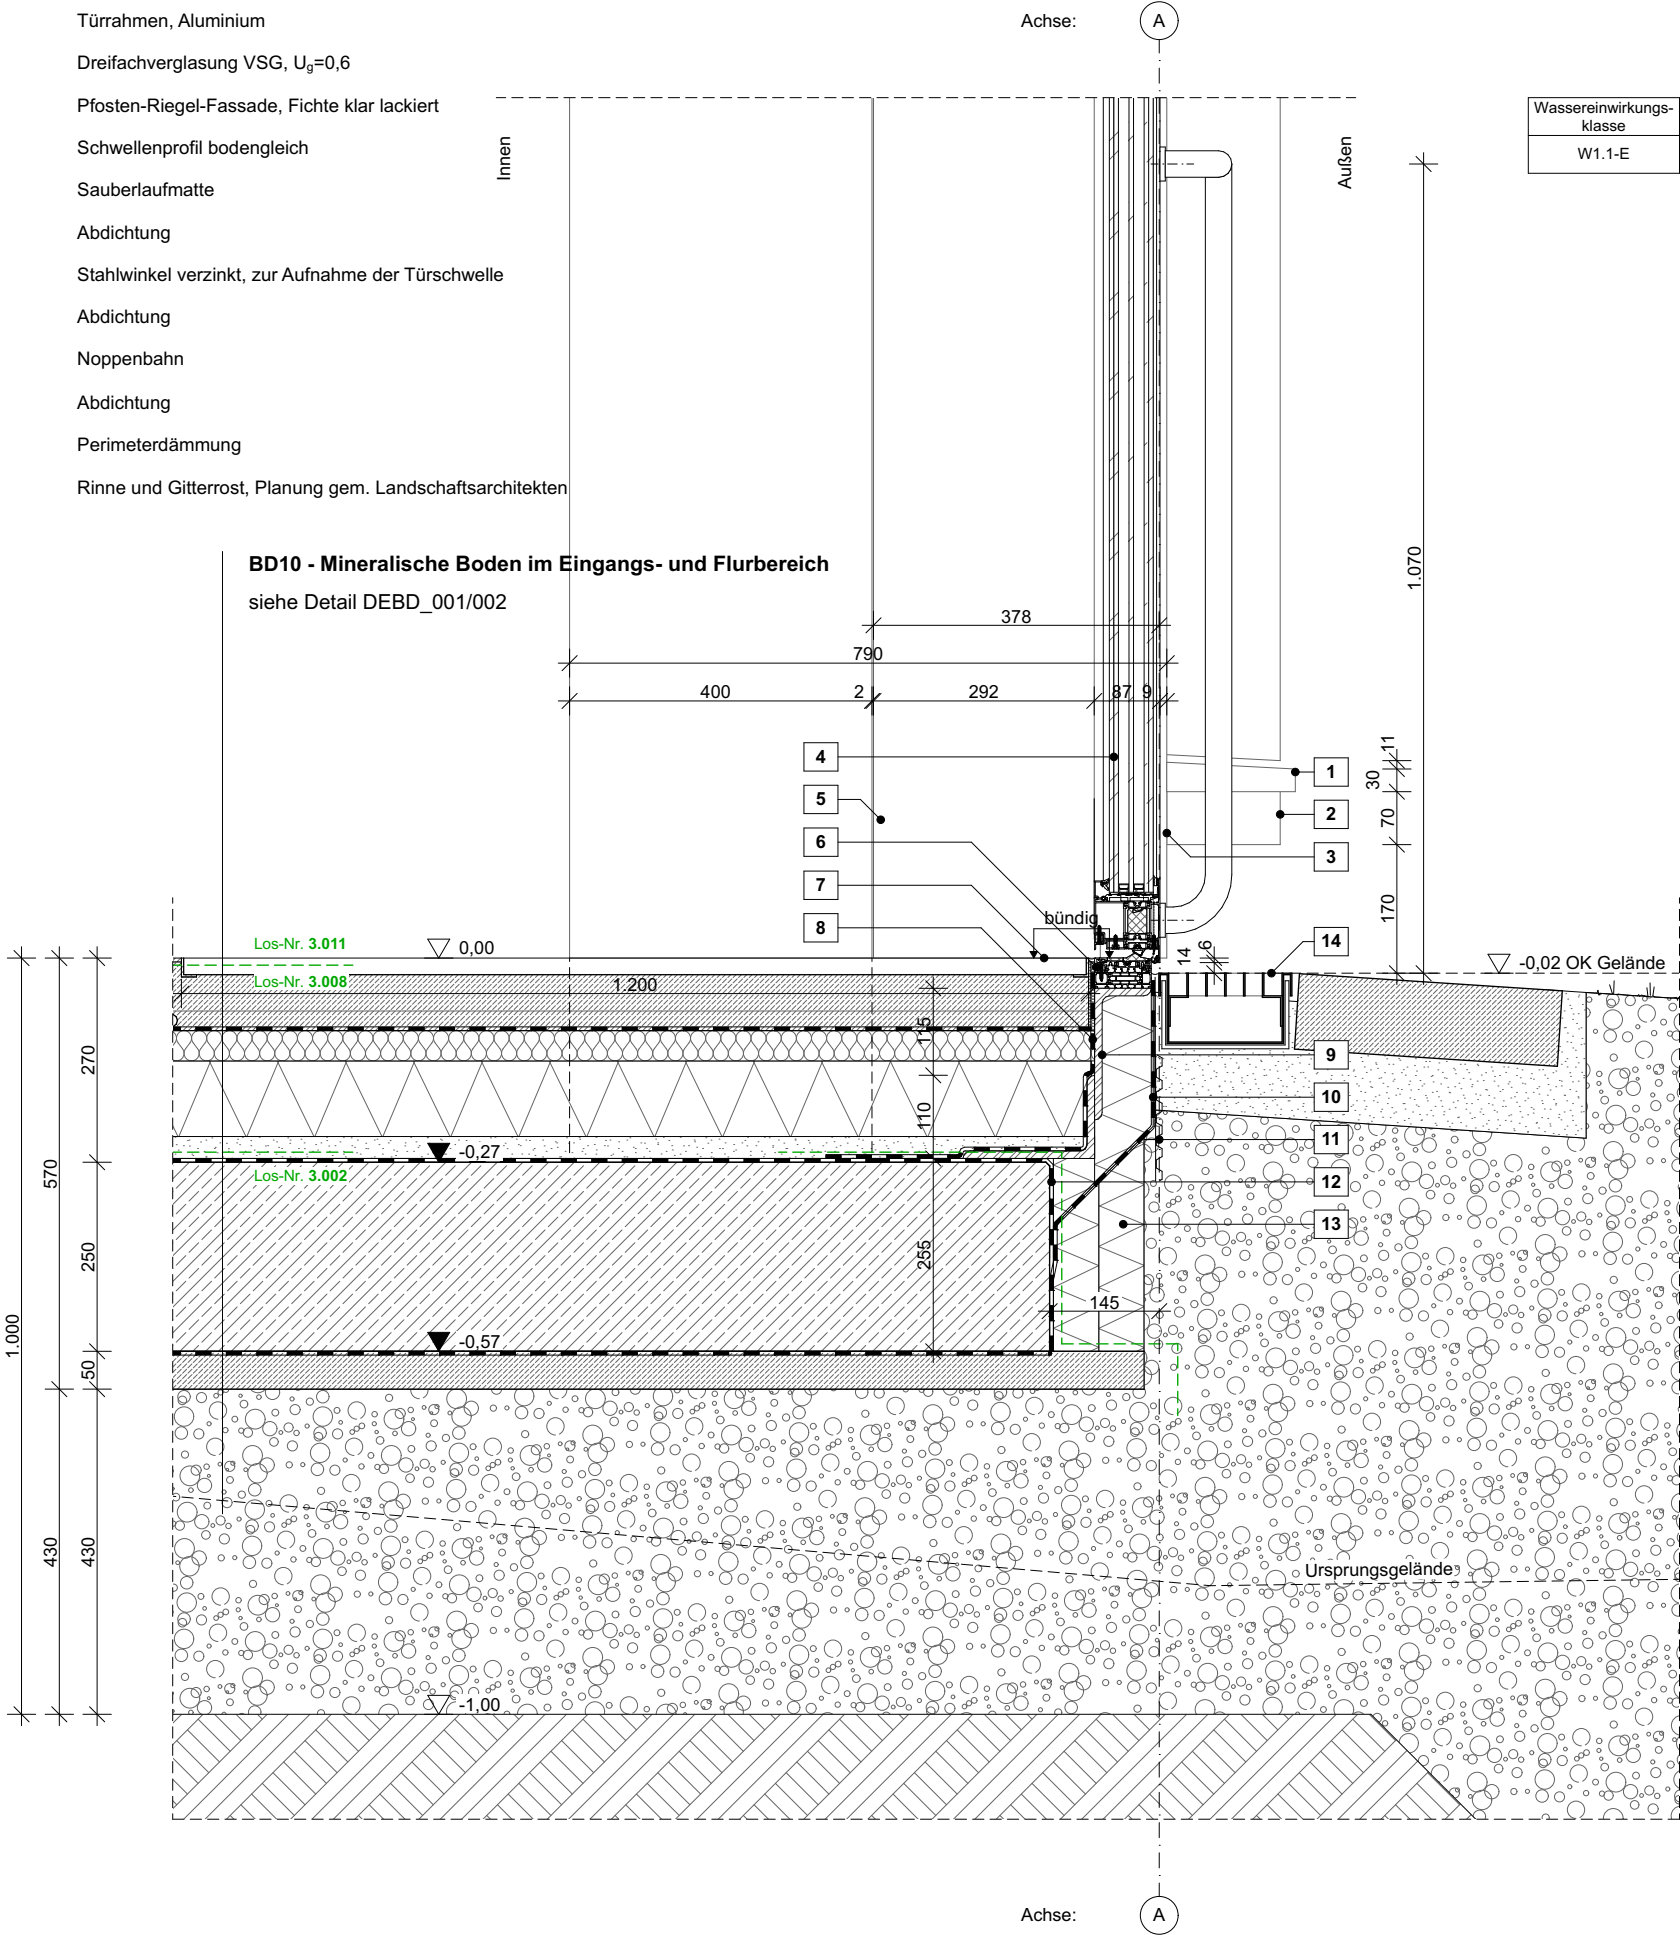 Türrahmen, Aluminium
Dreifachverglasung VSG, Ug=0,6
Pfosten-Riegel-Fassade, Fichte klar lackiert
Schwellenprofil bodengleich
Sauberlaufmatte
Abdichtung
Stahlwinkel verzinkt, zur Aufnahme der Türschwelle
Abdichtung
Noppenbahn
Abdichtung
Perimeterdämmung
Rinne und Gitterrost, Planung gem. Landschaftsarchitekten
Achse:
A
Innen
Außen
Wassereinwirkungs-
klasse
W1.1-E
BD10 - Mineralische Boden im Eingangs- und Flurbereich
siehe Detail DEBD_001/002
378
790
400
2
292
87
9
1.070
11
30
70
170
4
5
6
7
8
1
2
3
bündig
14
6
14
-0,02 OK Gelände
Los-Nr. 3.011
0,00
Los-Nr. 3.008
1.200
115
110
255
145
9
10
11
12
13
-0,27
Los-Nr. 3.002
-0,57
270
250
50
430
570
430
1.000
Ursprungsgelände
-1,00
Achse:
A